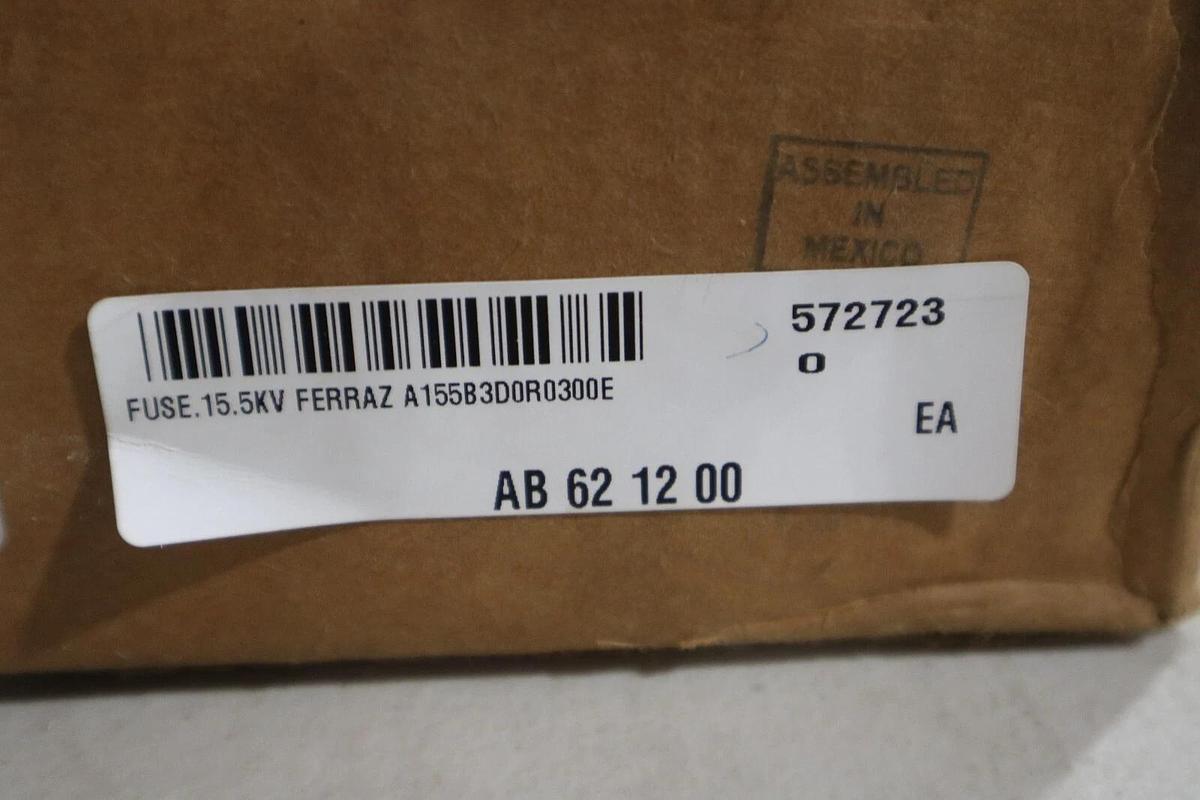 ASSEMBLED
IN
MEXICO
572723
0
FUSE.15.5KV FERRAZ A155B3D0R0300E
EA
AB 62 12 00